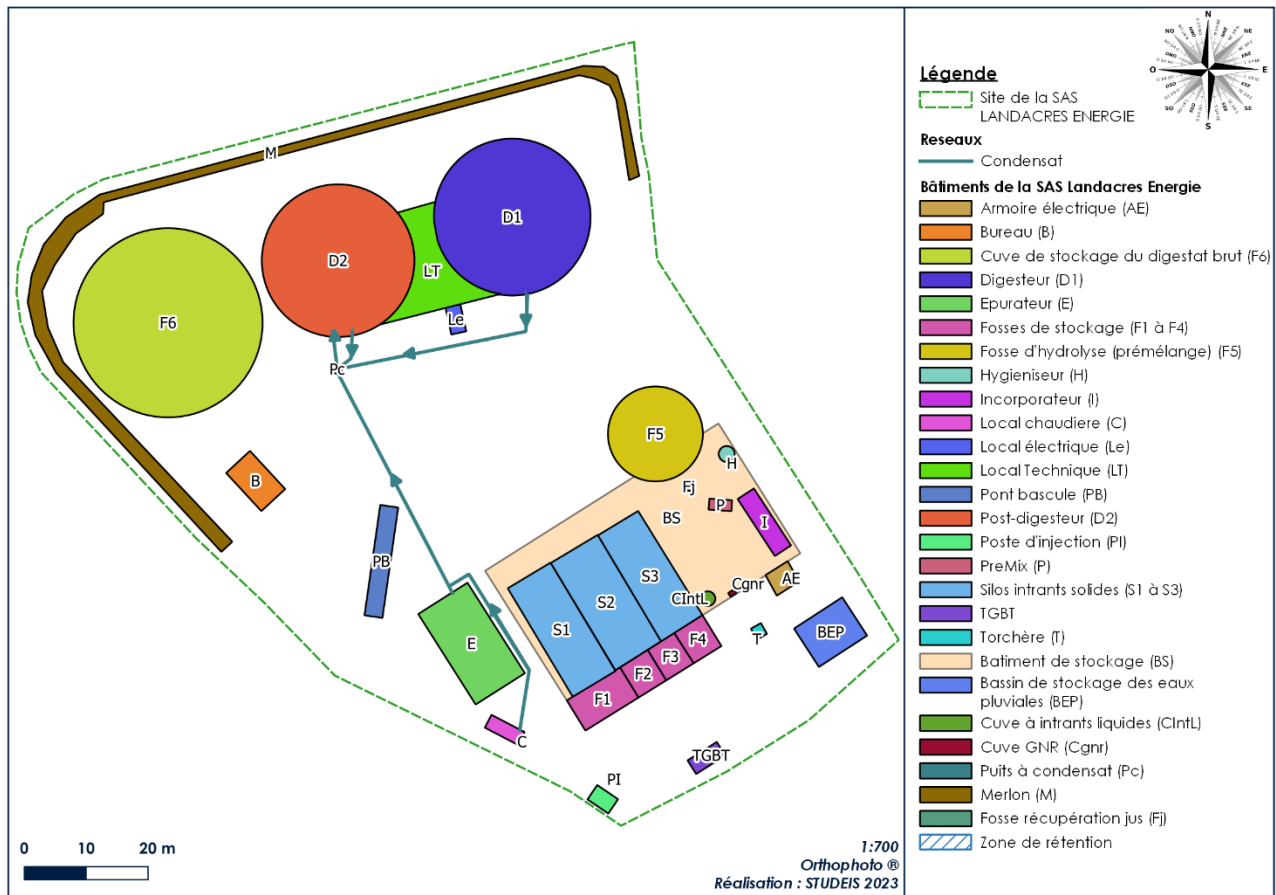 M
D1
D2
LT
F6
Le
Pc
F5
H
Fj
P
B
BS
I
PB
S3
S2
S1
Cgnr
AE
CIntL
BEP
T
E
F4
F3
F2
F1
C
TGBT
PI
0 10 20 m
1:700
Orthophoto ®
Réalisation : STUDEIS 2023
N
NO
NE
O
E
SO
SE
S
Légende
Site de la SAS
LANDACRES ENERGIE
Reseaux
Condensat
Bâtiments de la SAS Landacres Energie
Armoire électrique (AE)
Bureau (B)
Cuve de stockage du digestat brut (F6)
Digesteur (D1)
Epurateur (E)
Fosses de stockage (F1 à F4)
Fosse d'hydrolyse (prémélange) (F5)
Hygieniseur (H)
Incorporateur (I)
Local chaudiere (C)
Local électrique (Le)
Local Technique (LT)
Pont bascule (PB)
Post-digesteur (D2)
Poste d'injection (PI)
PreMix (P)
Silos intrants solides (S1 à S3)
TGBT
Torchère (T)
Batiment de stockage (BS)
Bassin de stockage des eaux
pluviales (BEP)
Cuve à intrants liquides (CIntL)
Cuve GNR (Cgnr)
Puits à condensat (Pc)
Merlon (M)
Fosse récupération jus (Fj)
Zone de rétention